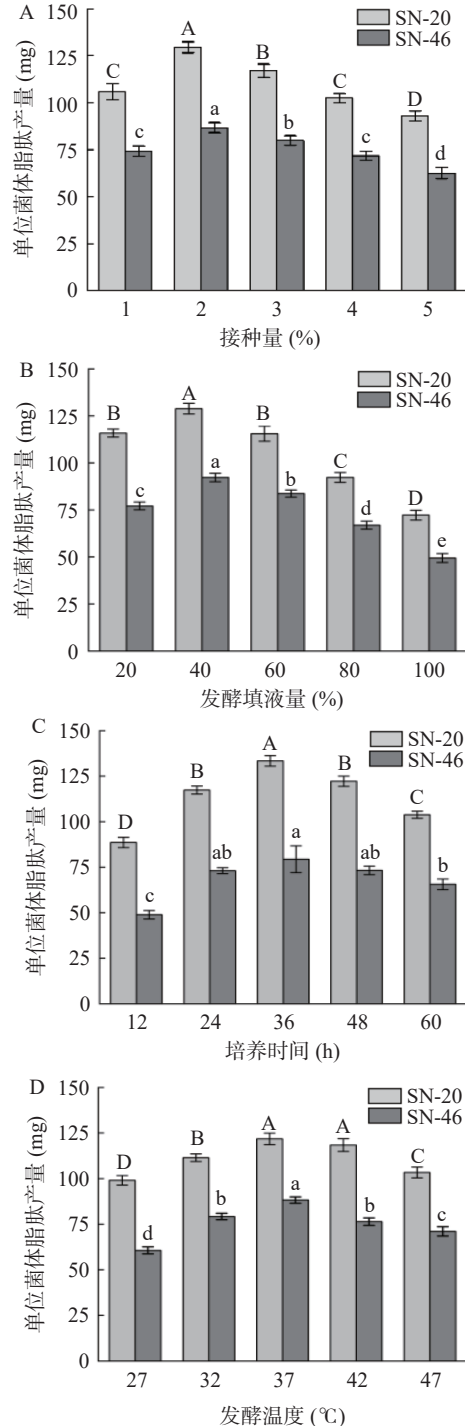 A
150
125
100
75
50
25
0
单位菌体脂肽产量 (mg)
SN-20
SN-46
C A B C D
c a b c d
1 2 3 4 5
接种量 (%)
B
150
125
100
75
50
25
0
单位菌体脂肽产量 (mg)
SN-20
SN-46
B A B C D
c a b d e
20 40 60 80 100
发酵填液量 (%)
C
150
125
100
75
50
25
0
单位菌体脂肽产量 (mg)
SN-20
SN-46
D B A B C
c ab a ab b
12 24 36 48 60
培养时间 (h)
D
150
125
100
75
50
25
0
单位菌体脂肽产量 (mg)
SN-20
SN-46
D B A A C
d b a b c
27 32 37 42 47
发酵温度 (℃)